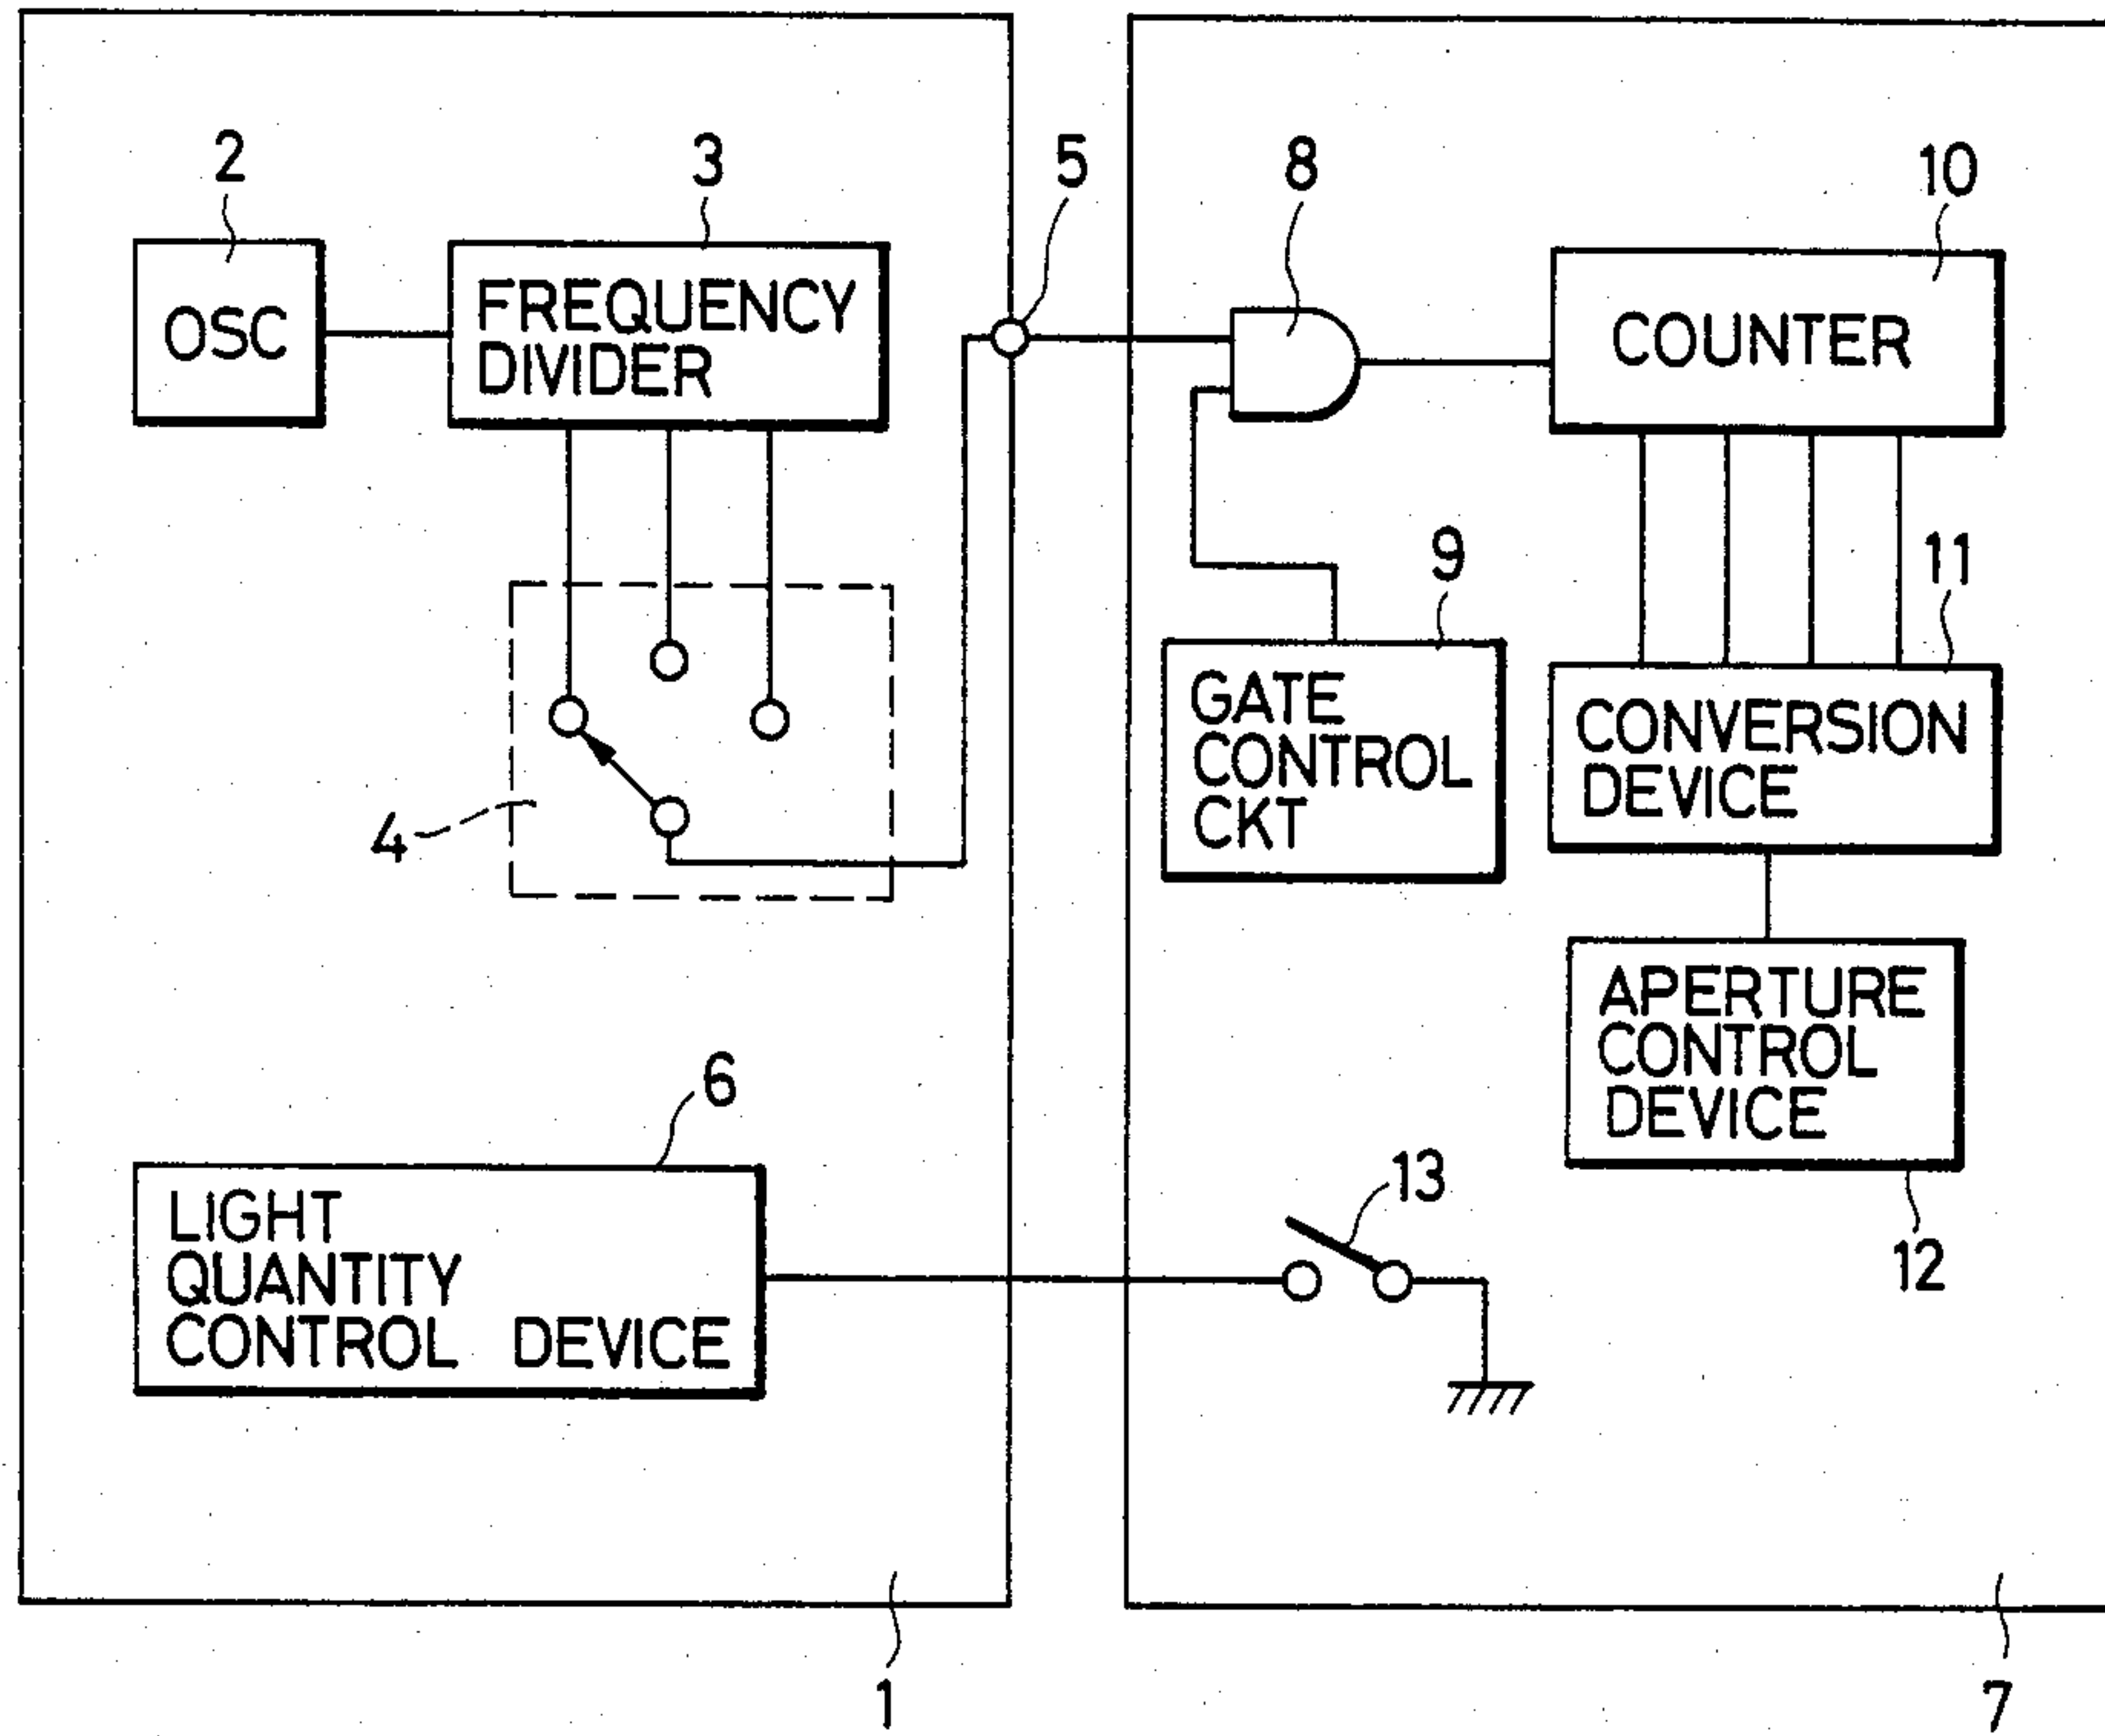 2
3
5
8
10
OSC
FREQUENCY
DIVIDER
COUNTER
9
11
GATE
CONTROL
CKT
CONVERSION
DEVICE
4
APERTURE
CONTROL
DEVICE
6
13
12
LIGHT
QUANTITY
CONTROL DEVICE
1
7